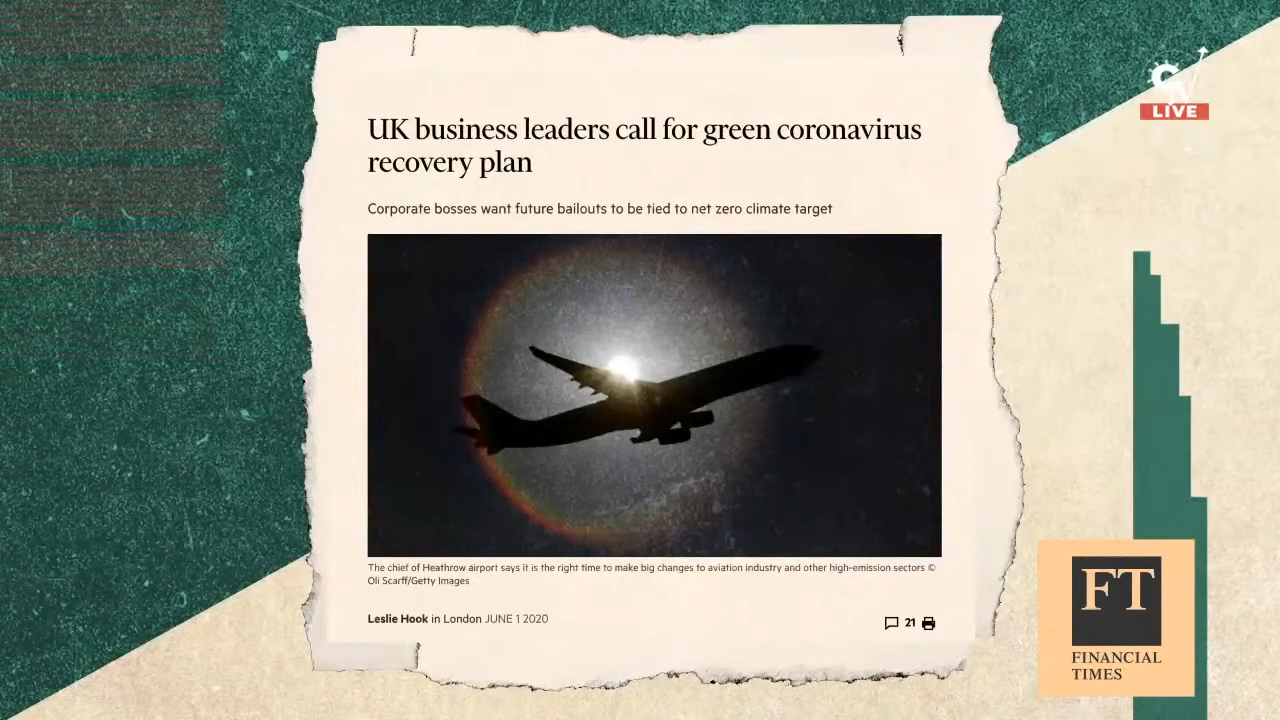 UK business leaders call for green coronavirus
recovery plan
Corporate bosses want future bailouts to be tied to net zero climate target
The chief of Heathrow airport says it is the right time to make big changes to aviation industry and other high-emission sectors ©
Oli Scarff/Getty Images
Leslie Hook in London JUNE 1 2020
21
CV
LIVE
FT
FINANCIAL
TIMES